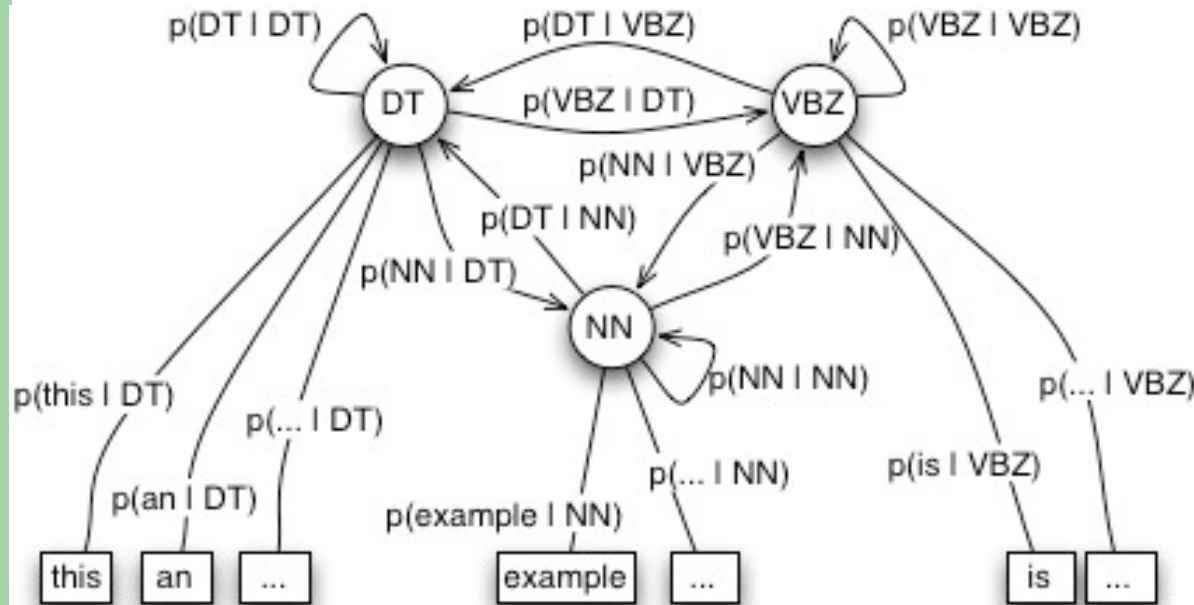 p(DT | DT)
p(DT | VBZ)
p(VBZ | VBZ)
DT
p(VBZ | DT)
VBZ
p(NN | VBZ)
p(DT | NN)
p(VBZ | NN)
p(NN | DT)
NN
p(NN | NN)
p(this | DT)
p(... | VBZ)
p(... | DT)
p(is | VBZ)
p(... | NN)
p(an | DT)
p(example | NN)
this
an
...
example
...
is
...